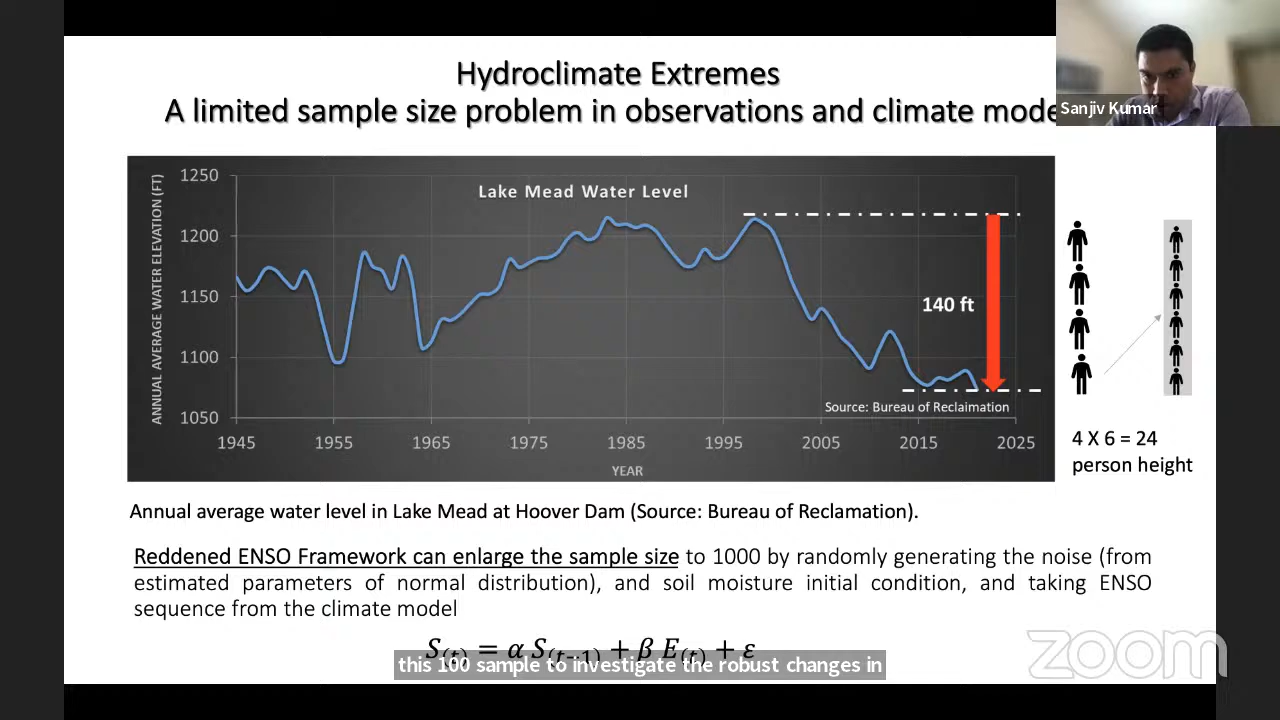 Hydroclimate Extremes
A limited sample size problem in observations and climate mode
Sanjiv Kumar
Lake Mead Water Level
ANNUAL AVERAGE WATER ELEVATION (FT)
1250
1200
1150
1100
1050
140 ft
Source: Bureau of Reclaimation
1945 1955 1965 1975 1985 1995 2005 2015 2025
YEAR
4 X 6 = 24
person height
Annual average water level in Lake Mead at Hoover Dam (Source: Bureau of Reclamation).
Reddened ENSO Framework can enlarge the sample size to 1000 by randomly generating the noise (from
estimated parameters of normal distribution), and soil moisture initial condition, and taking ENSO
sequence from the climate model
S(t) = α S(t−1) + β E(t) + ε
this 100 sample to investigate the robust changes in
zoom